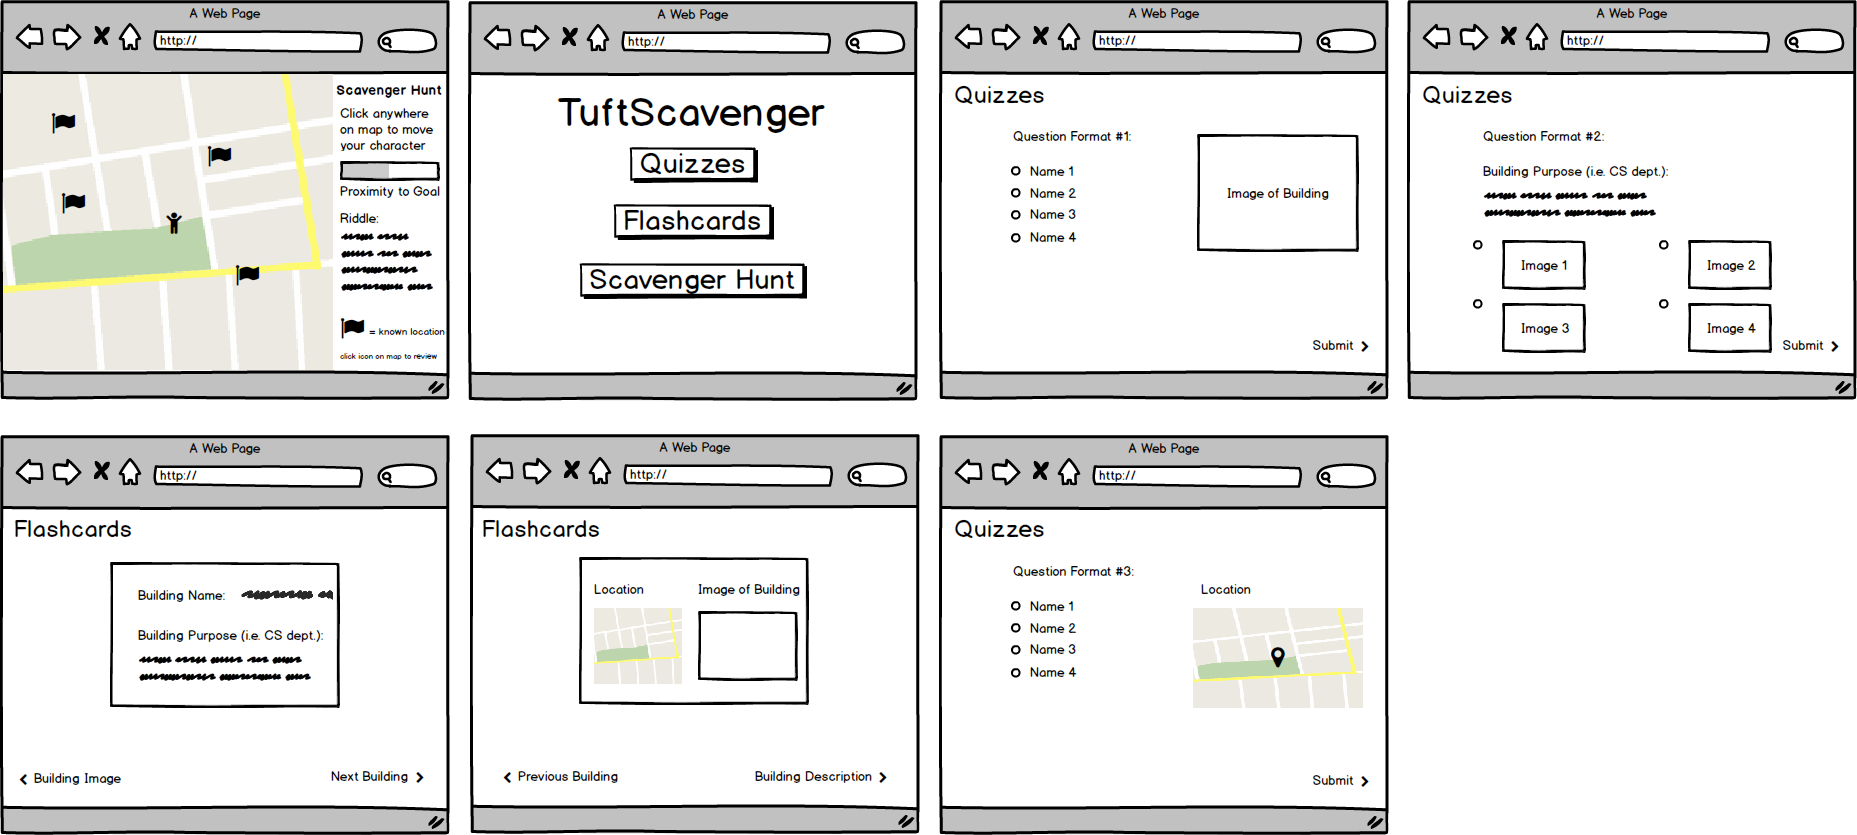 A Web Page
http://
Scavenger Hunt
Click anywhere
on map to move
your character
Proximity to Goal
Riddle:
= known location
click icon on map to review
A Web Page
http://
TuftScavenger
Quizzes
Flashcards
Scavenger Hunt
A Web Page
http://
Quizzes
Question Format #1:
Name 1
Name 2
Name 3
Name 4
Image of Building
Submit
A Web Page
http://
Quizzes
Question Format #2:
Building Purpose (i.e. CS dept.):
Image 1
Image 2
Image 3
Image 4
Submit
A Web Page
http://
Flashcards
Building Name:
Building Purpose (i.e. CS dept.):
Building Image
Next Building
A Web Page
http://
Flashcards
Location
Image of Building
Previous Building
Building Description
A Web Page
http://
Quizzes
Question Format #3:
Name 1
Name 2
Name 3
Name 4
Location
Submit